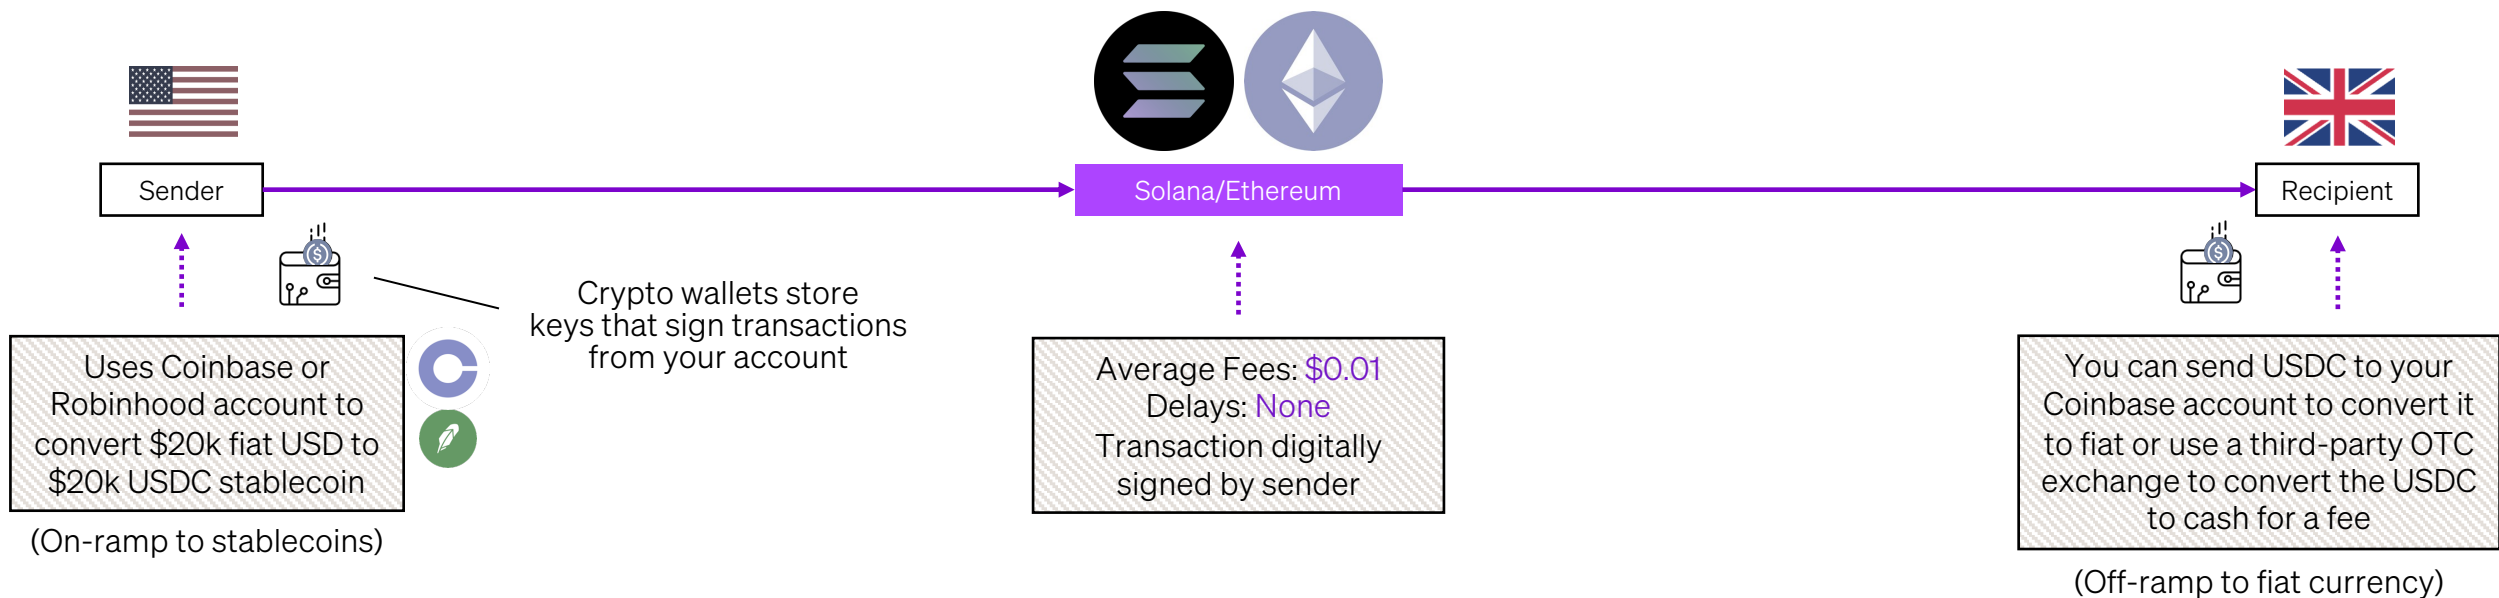 Sender
Solana/Ethereum
Recipient
Crypto wallets store
keys that sign transactions
from your account
Uses Coinbase or
Robinhood account to
convert $20k fiat USD to
$20k USDC stablecoin
(On-ramp to stablecoins)
Average Fees: $0.01
Delays: None
Transaction digitally
signed by sender
You can send USDC to your
Coinbase account to convert it
to fiat or use a third-party OTC
exchange to convert the USDC
to cash for a fee
(Off-ramp to fiat currency)